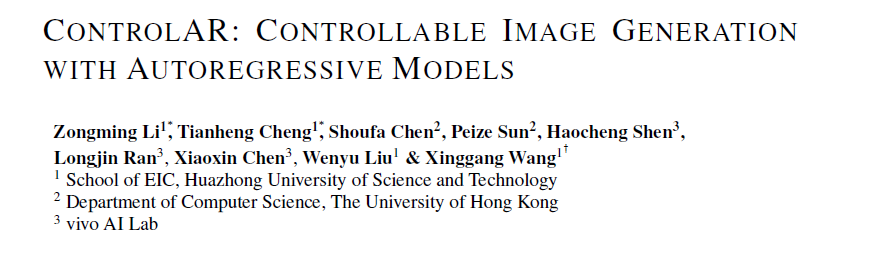 CONTROLAR: CONTROLLABLE IMAGE GENERATION
WITH AUTOREGRESSIVE MODELS
Zongming Li¹*, Tianheng Cheng¹*, Shoufa Chen², Peize Sun², Haocheng Shen³,
Longjin Ran³, Xiaoxin Chen³, Wenyu Liu¹ & Xinggang Wang¹†
¹ School of EIC, Huazhong University of Science and Technology
² Department of Computer Science, The University of Hong Kong
³ vivo AI Lab